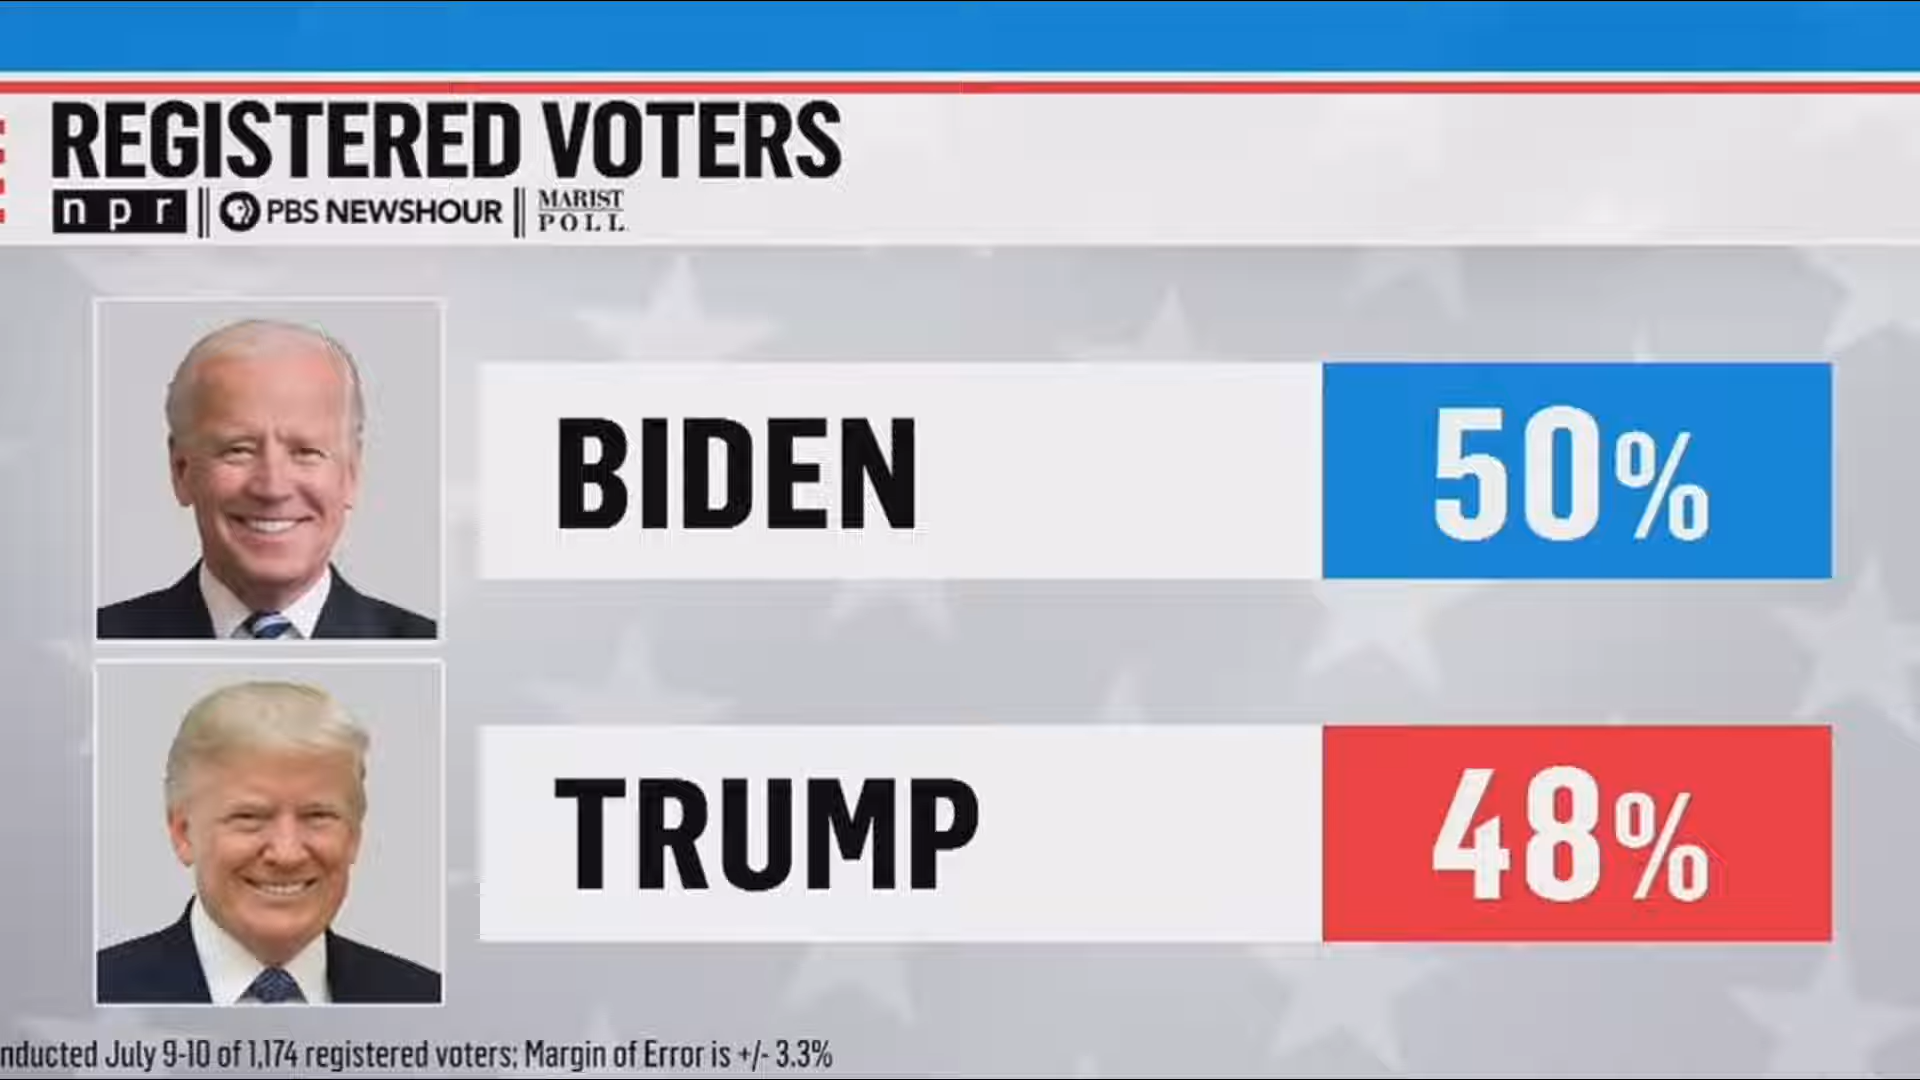 REGISTERED VOTERS
npr PBS NEWSHOUR MARIST POLL
BIDEN 50%
TRUMP 48%
July 9-10 of 1,174 registered voters; Margin of Error is +/- 3.3%